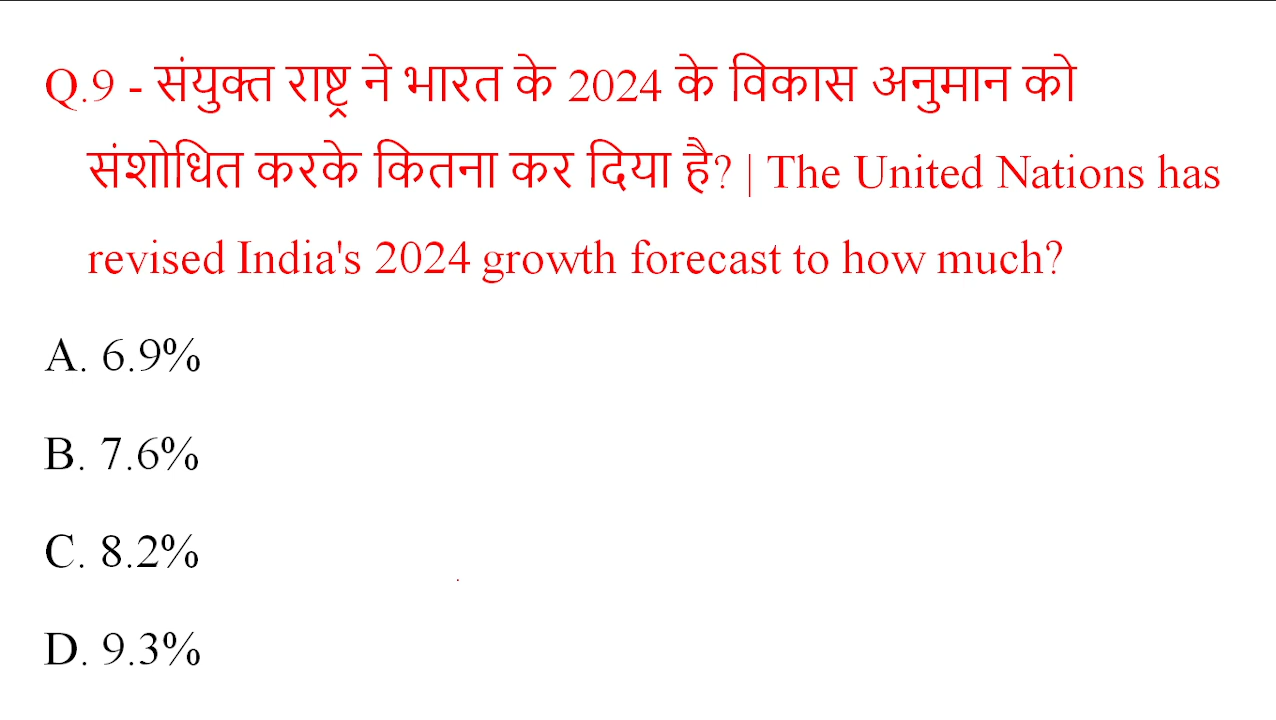 Q.9 - संयुक्त राष्ट्र ने भारत के 2024 के विकास अनुमान को
संशोधित करके कितना कर दिया है? | The United Nations has
revised India's 2024 growth forecast to how much?
A. 6.9%
B. 7.6%
C. 8.2%
D. 9.3%